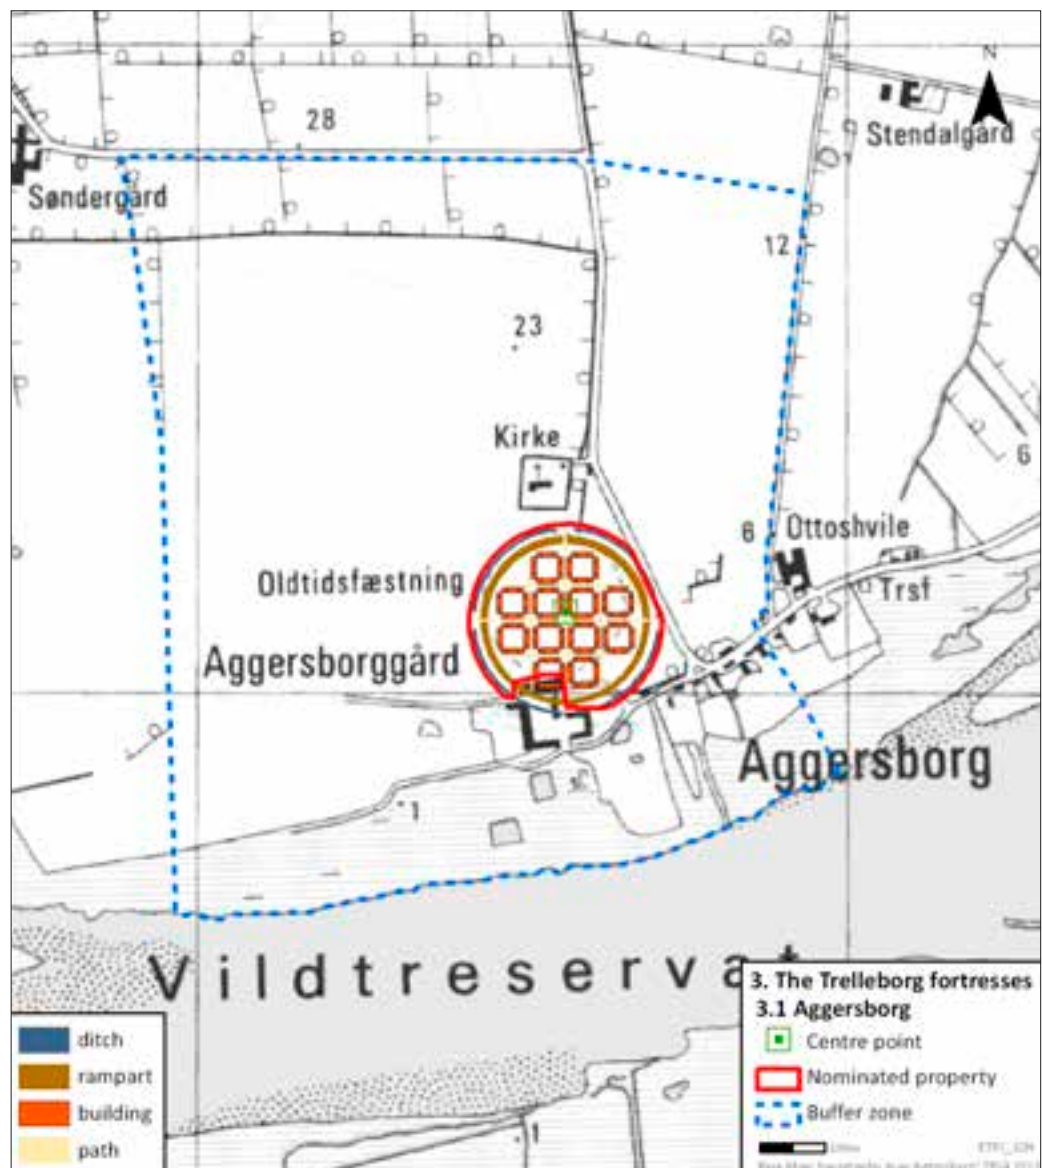 N
Stendalgård
28
Søndergård
12
23
Kirke
6
6
Ottoshvile
Oldtidsfæstning
Trsf
Aggersborggård
Aggersborg
1
Vildtreservat
3. The Trelleborg fortresses
3.1 Aggersborg
Centre point
Nominated property
Buffer zone
ditch
rampart
building
path
1